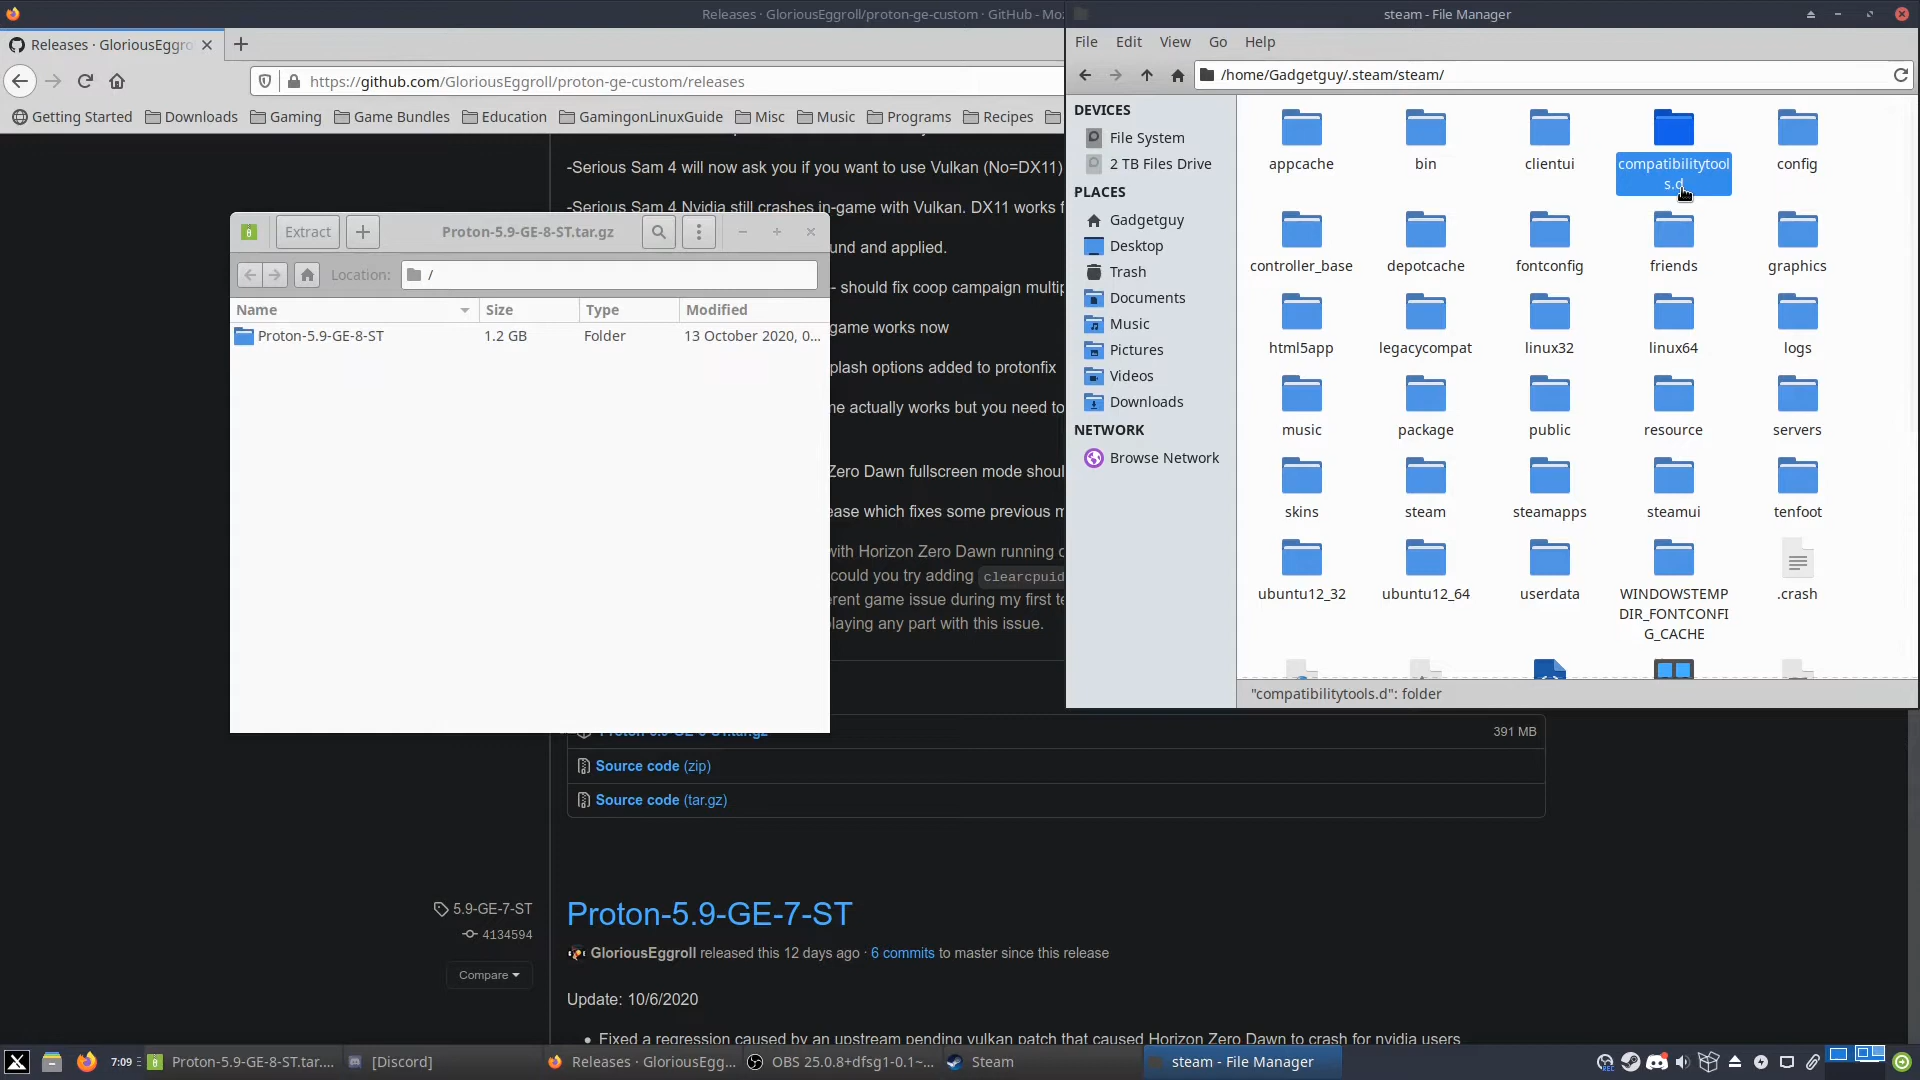 Releases · GloriousEggroll/proton-ge-custom · GitHub - Moz
Releases · GloriousEggro
https://github.com/GloriousEggroll/proton-ge-custom/releases
Getting Started
Downloads
Gaming
Game Bundles
Education
GamingonLinuxGuide
Misc
Music
Programs
Recipes
-Serious Sam 4 will now ask you if you want to use Vulkan (No=DX11)
-Serious Sam 4 Nvidia still crashes in-game with Vulkan. DX11 works f
und and applied.
- should fix coop campaign multip
game works now
plash options added to protonfix
ne actually works but you need to
Zero Dawn fullscreen mode shoul
ease which fixes some previous m
with Horizon Zero Dawn running o
could you try adding clearcpuid
erent game issue during my first te
laying any part with this issue.
Extract
Proton-5.9-GE-8-ST.tar.gz
Location:
/
Name
Size
Type
Modified
Proton-5.9-GE-8-ST
1.2 GB
Folder
13 October 2020, 0...
391 MB
Source code (zip)
Source code (tar.gz)
5.9-GE-7-ST
4134594
Compare
Proton-5.9-GE-7-ST
GloriousEggroll released this 12 days ago · 6 commits to master since this release
Update: 10/6/2020
Fixed a regression caused by an upstream pending vulkan patch that caused Horizon Zero Dawn to crash for nvidia users
steam - File Manager
File
Edit
View
Go
Help
/home/Gadgetguy/.steam/steam/
DEVICES
File System
2 TB Files Drive
PLACES
Gadgetguy
Desktop
Trash
Documents
Music
Pictures
Videos
Downloads
NETWORK
Browse Network
appcache
bin
clientui
compatibilitytool
s.d
config
controller_base
depotcache
fontconfig
friends
graphics
html5app
legacycompat
linux32
linux64
logs
music
package
public
resource
servers
skins
steam
steamapps
steamui
tenfoot
ubuntu12_32
ubuntu12_64
userdata
WINDOWSTEMP
DIR_FONTCONFI
G_CACHE
.crash
"compatibilitytools.d": folder
7:09
Proton-5.9-GE-8-ST.tar....
[Discord]
Releases · GloriousEgg...
OBS 25.0.8+dfsg1-0.1~...
Steam
steam - File Manager
REC